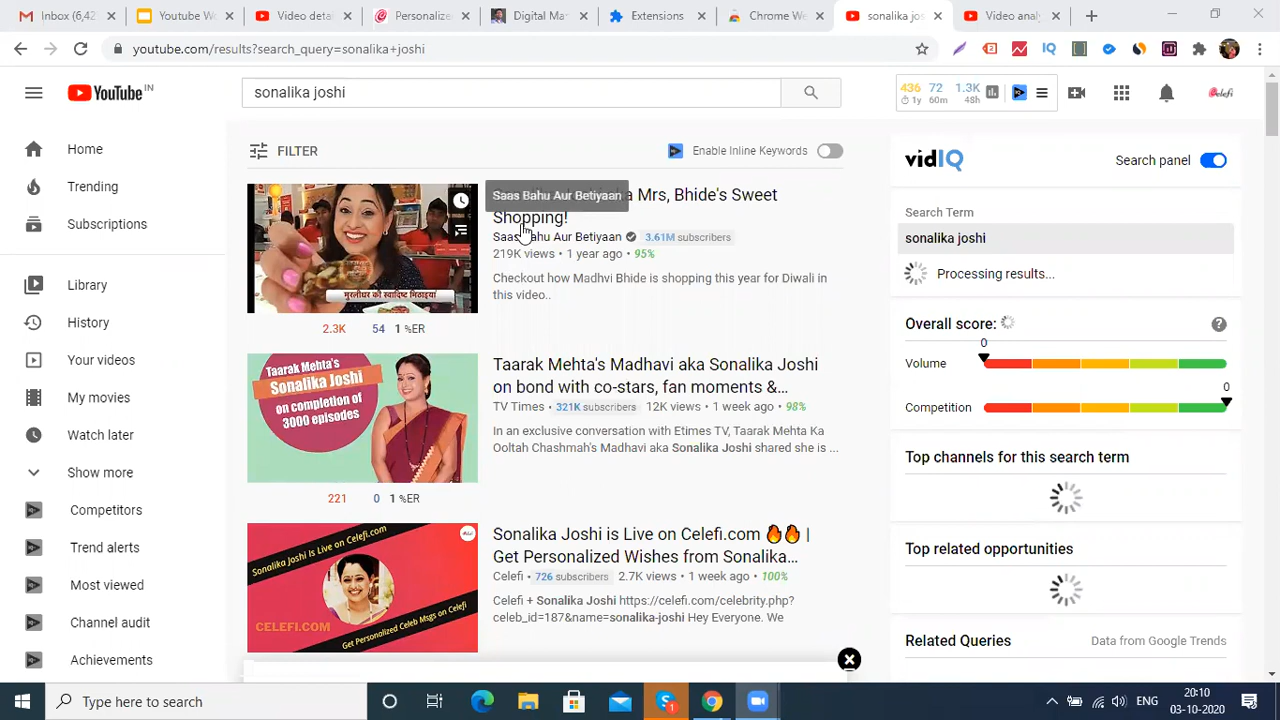 Inbox (6,42
Youtube W
Video deta
Personalize
Digital Ma
Extensions
Chrome We
sonalika jo
Video analy
youtube.com/results?search_query=sonalika+joshi
YouTube IN
sonalika joshi
436 72 1.3K
1y 60m 48h
Celefi
Home
Trending
Subscriptions
Library
History
Your videos
My movies
Watch later
Show more
Competitors
Trend alerts
Most viewed
Channel audit
Achievements
FILTER
Enable Inline Keywords
Saas Bahu Aur Betiyaan
a Mrs, Bhide's Sweet
Shopping!
Saas Bahu Aur Betiyaan 3.61M subscribers
219K views • 1 year ago • 95%
Checkout how Madhvi Bhide is shopping this year for Diwali in
this video..
मुरलीधर की स्वादिष्ट मिठाइयां
2.3K 54 1 %ER
Taarak Mehta's
SONALIKA JOSHI
on completion of
3000 episodes
Taarak Mehta's Madhavi aka Sonalika Joshi
on bond with co-stars, fan moments &...
TV Times • 321K subscribers 12K views • 1 week ago • 98%
In an exclusive conversation with Etimes TV, Taarak Mehta Ka
Ooltah Chashmah's Madhavi aka Sonalika Joshi shared she is ...
221 0 1 %ER
Sonalika Joshi is Live on Celefi.com
CELEFI.COM
Get Personalized Celeb Msgs on Celefi
Sonalika Joshi is Live on Celefi.com 🔥🔥 |
Get Personalized Wishes from Sonalika...
Celefi • 726 subscribers 2.7K views • 1 week ago • 100%
Celefi + Sonalika Joshi https://celefi.com/celebrity.php?
celeb_id=187&name=sonalika-joshi Hey Everyone. We
vidIQ
Search panel
Search Term
sonalika joshi
Processing results...
Overall score:
0
Volume
0
Competition
Top channels for this search term
Top related opportunities
Related Queries Data from Google Trends
Type here to search
ENG
20:10
03-10-2020